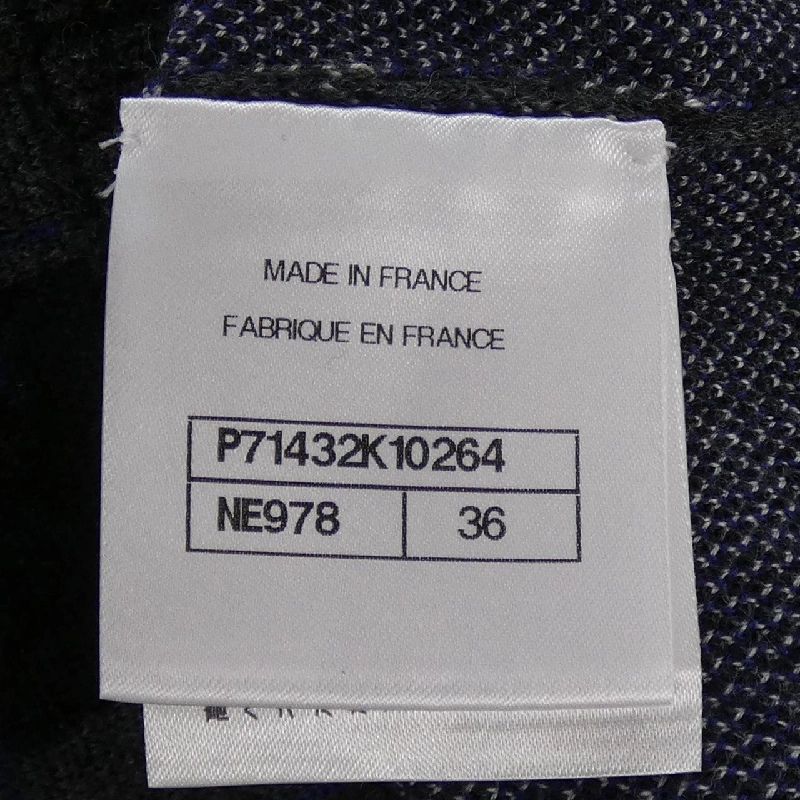 MADE IN FRANCE
FABRIQUE EN FRANCE
P71432K10264
NE978 36